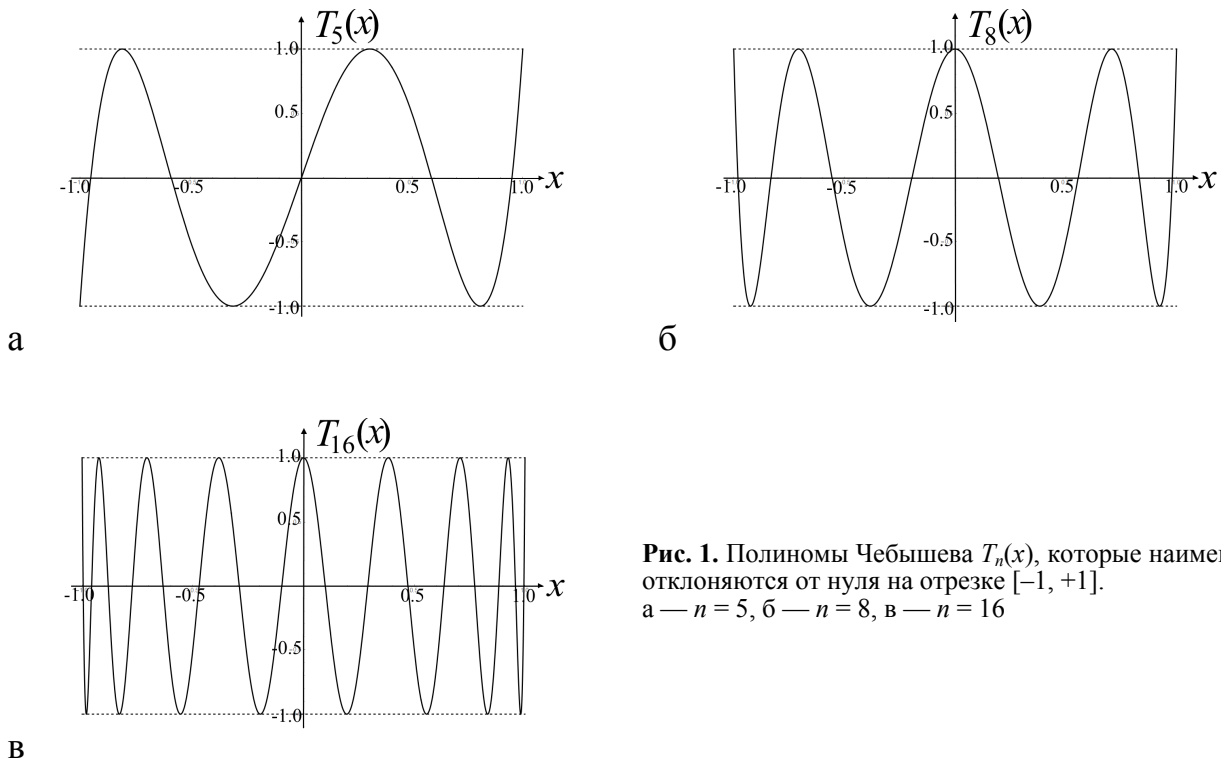 T₅(x)
1.0
0.5
-1.0 -0.5 0.5 1.0 x
-0.5
-1.0
а
T₈(x)
1.0
0.5
-1.0 -0.5 0.5 1.0 x
-0.5
-1.0
б
T₁₆(x)
1.0
0.5
-1.0 -0.5 0.5 1.0 x
-0.5
-1.0
в
Рис. 1. Полиномы Чебышева Tₙ(x), которые наимен
отклоняются от нуля на отрезке [–1, +1].
а — n = 5, б — n = 8, в — n = 16